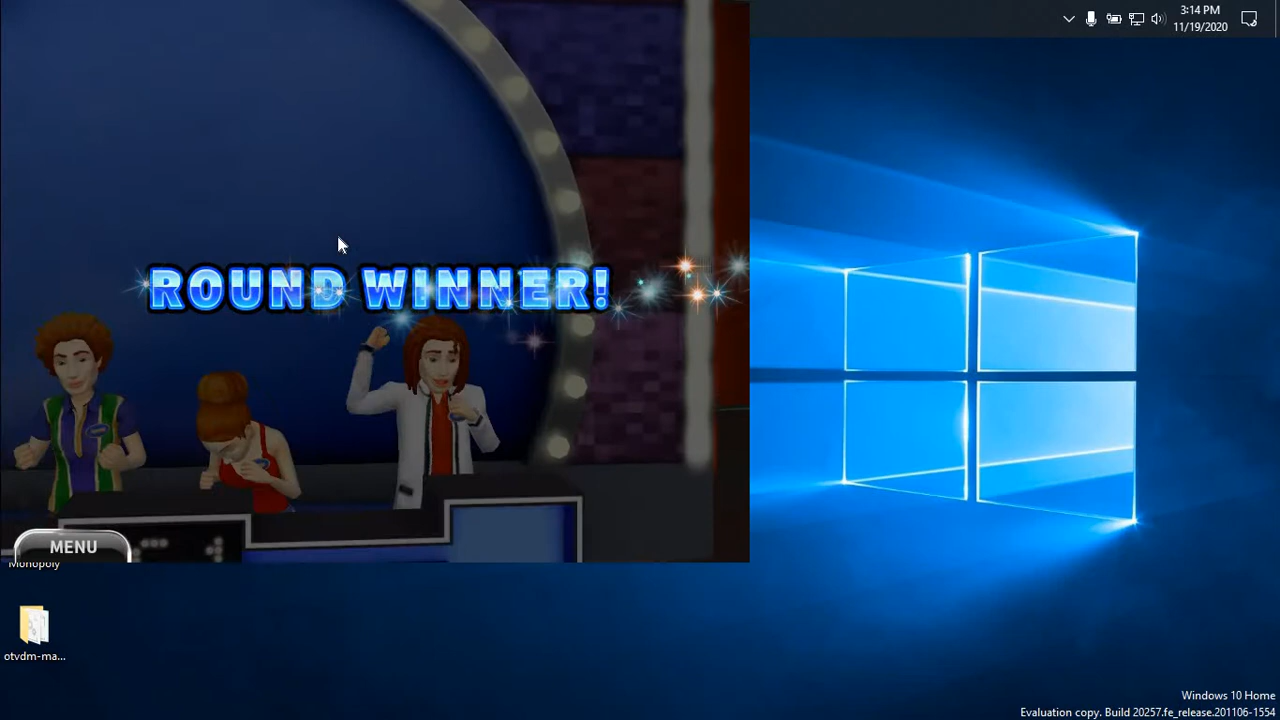 3:14 PM
11/19/2020
ROUND WINNER!
MENU
Monopoly
otvdm-ma...
Windows 10 Home
Evaluation copy. Build 20257.fe_release.201106-1554